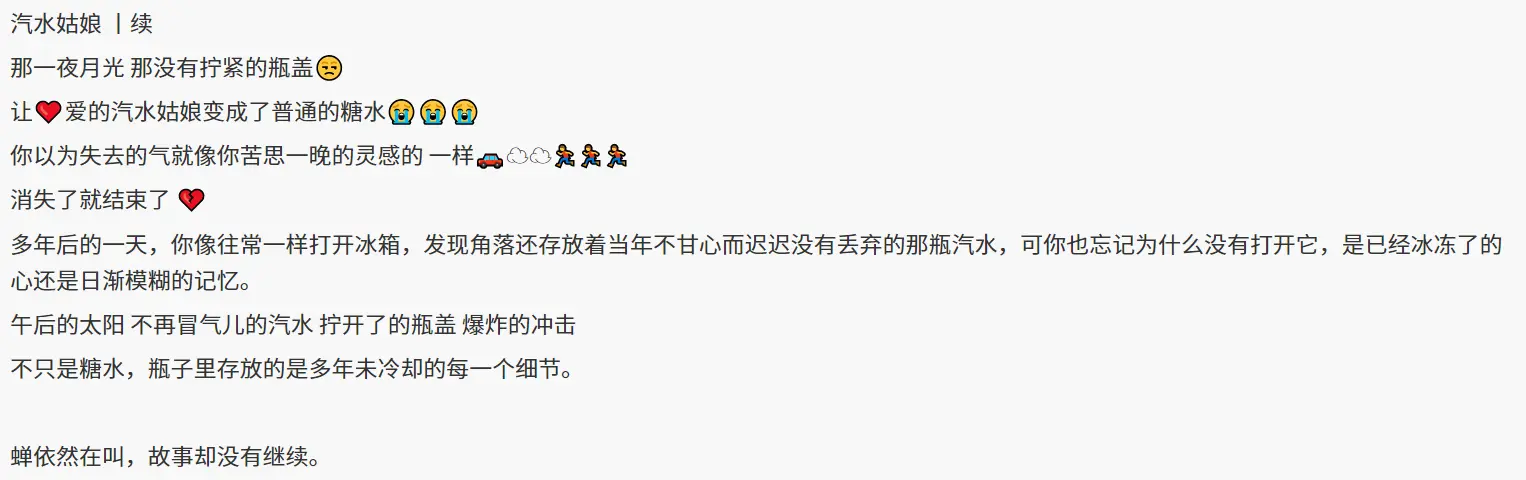 汽水姑娘 丨续
那一夜月光 那没有拧紧的瓶盖😒
让❤️爱的汽水姑娘变成了普通的糖水😭😭😭
你以为失去的气就像你苦思一晚的灵感的 一样🚗☁️☁️🏃🏃🏃
消失了就结束了 💔
多年后的一天，你像往常一样打开冰箱，发现角落还存放着当年不甘心而迟迟没有丢弃的那瓶汽水，可你也忘记为什么没有打开它，是已经冰冻了的
心还是日渐模糊的记忆。
午后的太阳 不再冒气儿的汽水 拧开了的瓶盖 爆炸的冲击
不只是糖水，瓶子里存放的是多年未冷却的每一个细节。
蝉依然在叫，故事却没有继续。